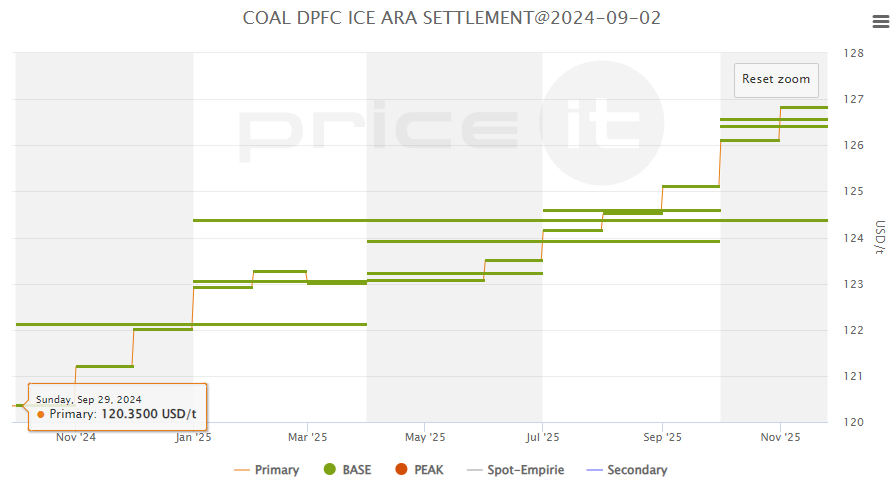 COAL DPFC ICE ARA SETTLEMENT@2024-09-02
128
Reset zoom
127
price it
126
125
124
USD/t
123
122
121
Sunday, Sep 29, 2024
Primary: 120.3500 USD/t
120
Nov '24
Jan '25
Mar '25
May '25
Jul '25
Sep '25
Nov '25
Primary
BASE
PEAK
Spot-Empirie
Secondary